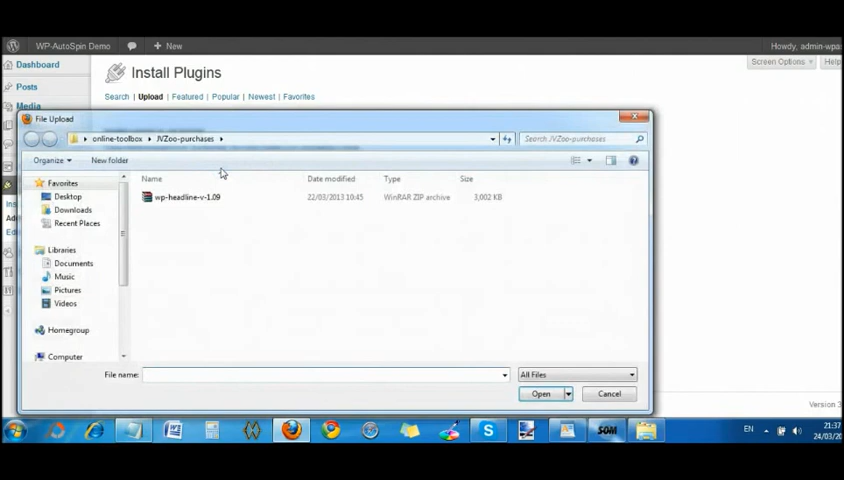 WP-AutoSpin Demo + New Howdy, admin-wpa
Dashboard Install Plugins Screen Options Help
Posts Search | Upload | Featured | Popular | Newest | Favorites
Media
File Upload
online-toolbox JVZoo-purchases Search JVZoo-purchases
Organize New folder
Favorites Name Date modified Type Size
Desktop wp-headline-v-1.09 22/03/2013 10:45 WinRAR ZIP archive 3,002 KB
Downloads
Recent Places
Libraries
Documents
Music
Pictures
Videos
Homegroup
Computer
File name: All Files
Open Cancel
Version 3
EN 21:37
24/03/20
S SOM